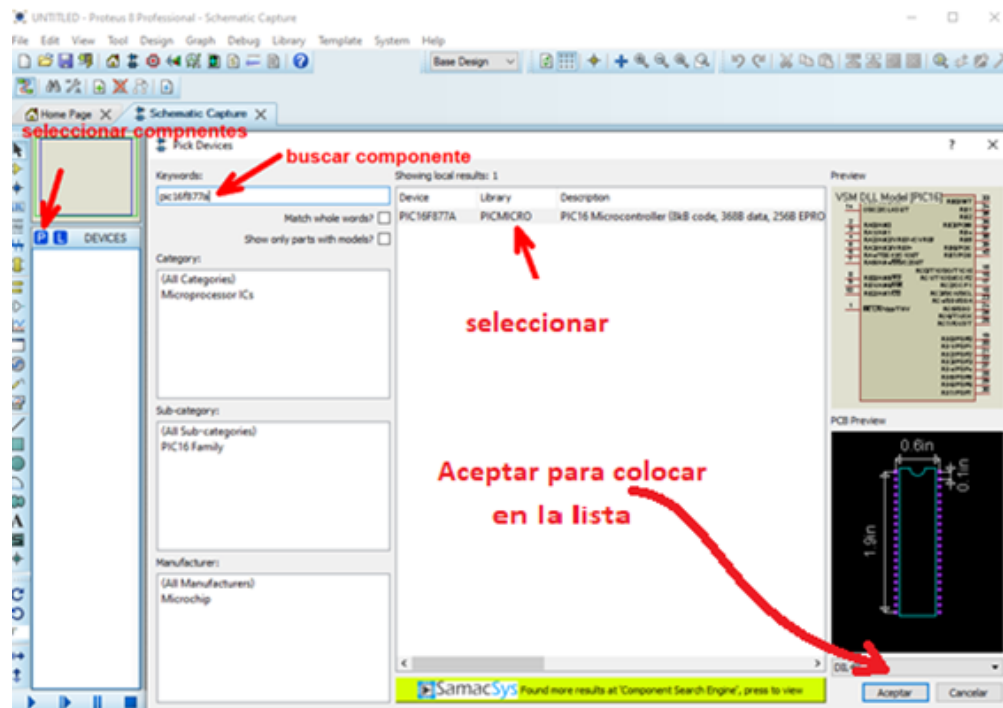 UNTITLED - Proteus 8 Professional - Schematic Capture
File Edit View Tool Design Graph Debug Library Template System Help
Base Design
Home Page
Schematic Capture
seleccionar compnentes
Pick Devices
buscar componente
Keywords:
pic16f877a
Match whole words?
Show only parts with models?
P L DEVICES
Category:
(All Categories)
Microprocessor ICs
Sub-category:
(All Sub-categories)
PIC16 Family
Manufacturer:
(All Manufacturers)
Microchip
Showing local results: 1
Device Library Description
PIC16F877A PICMICRO PIC16 Microcontroller (8kB code, 368B data, 256B EPRO
seleccionar
Aceptar para colocar
en la lista
SamacSys Found more results at 'Component Search Engine', press to view
Preview
VSM DLL Model [PIC16]
PCB Preview
0.6in
0.1in
1.9in
Aceptar Cancelar